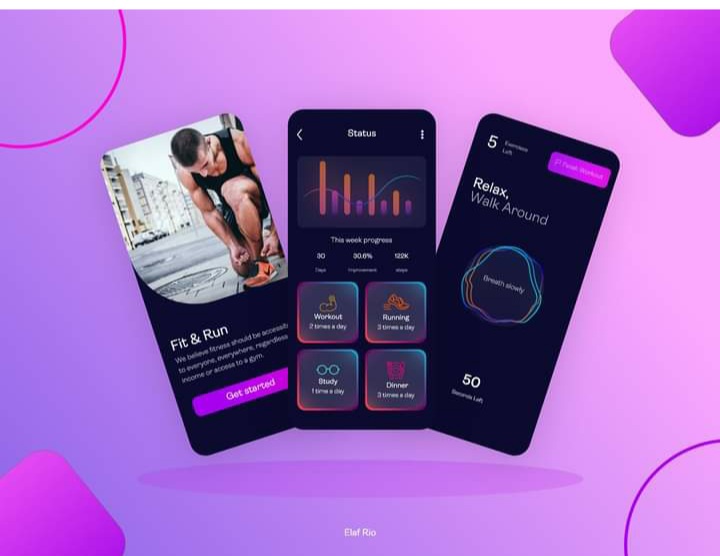 Fit & Run
We believe fitness should be accessib
to everyone, everywhere, regardless
income or access to a gym.
Get started
Status
This week progress
30
30.6%
122K
Days
Improvement
steps
Workout
2 times a day
Running
3 times a day
Study
1 time a day
Dinner
3 times a day
5
Exercises
Left
Finish Workout
Relax,
Walk Around
Breath slowly
50
Seconds Left
Elaf Rio